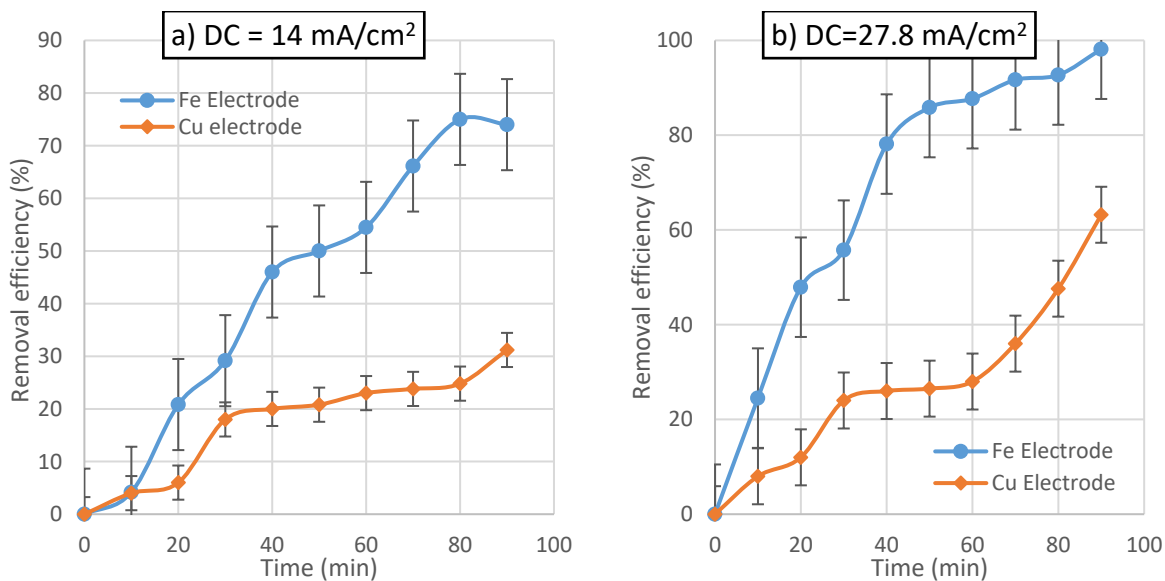 a) DC = 14 mA/cm²
Removal efficiency (%)
90
80
70
60
50
40
30
20
10
0
Fe Electrode
Cu electrode
0 20 40 60 80 100
Time (min)
b) DC=27.8 mA/cm²
Removal efficiency (%)
100
80
60
40
20
0
Fe Electrode
Cu Electrode
0 20 40 60 80 100
Time (min)